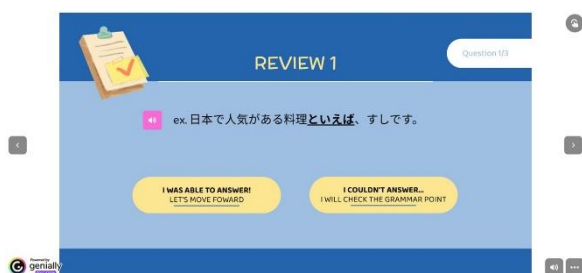 REVIEW 1
Question 1/3
ex. 日本で人気がある料理といえば、すしです。
I WAS ABLE TO ANSWER!
LET'S MOVE FOWARD
I COULDN'T ANSWER...
I WILL CHECK THE GRAMMAR POINT
Powered by
genially